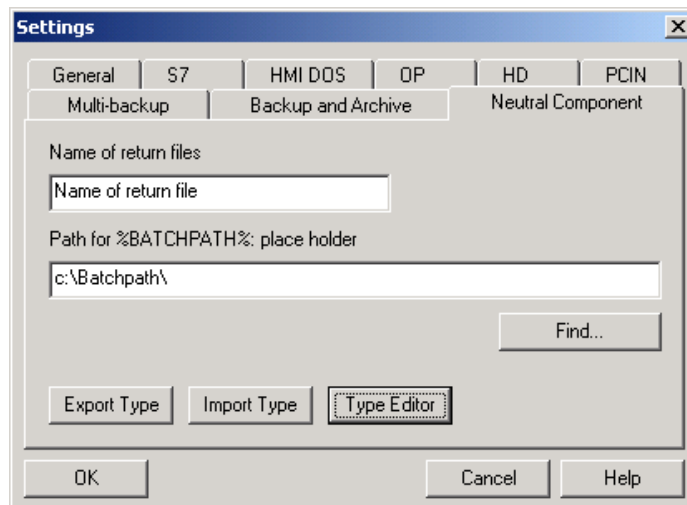 Settings
General S7 HMI DOS OP HD PCIN
Multi-backup Backup and Archive Neutral Component
Name of return files
Name of return file
Path for %BATCHPATH%: place holder
c:\Batchpath\
Find...
Export Type Import Type Type Editor
OK Cancel Help